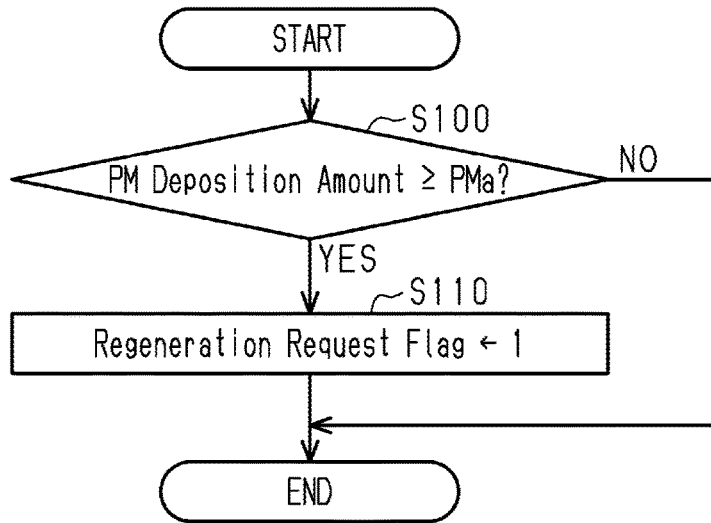 START
S100
PM Deposition Amount ≥ PMa?
NO
YES
S110
Regeneration Request Flag ← 1
END